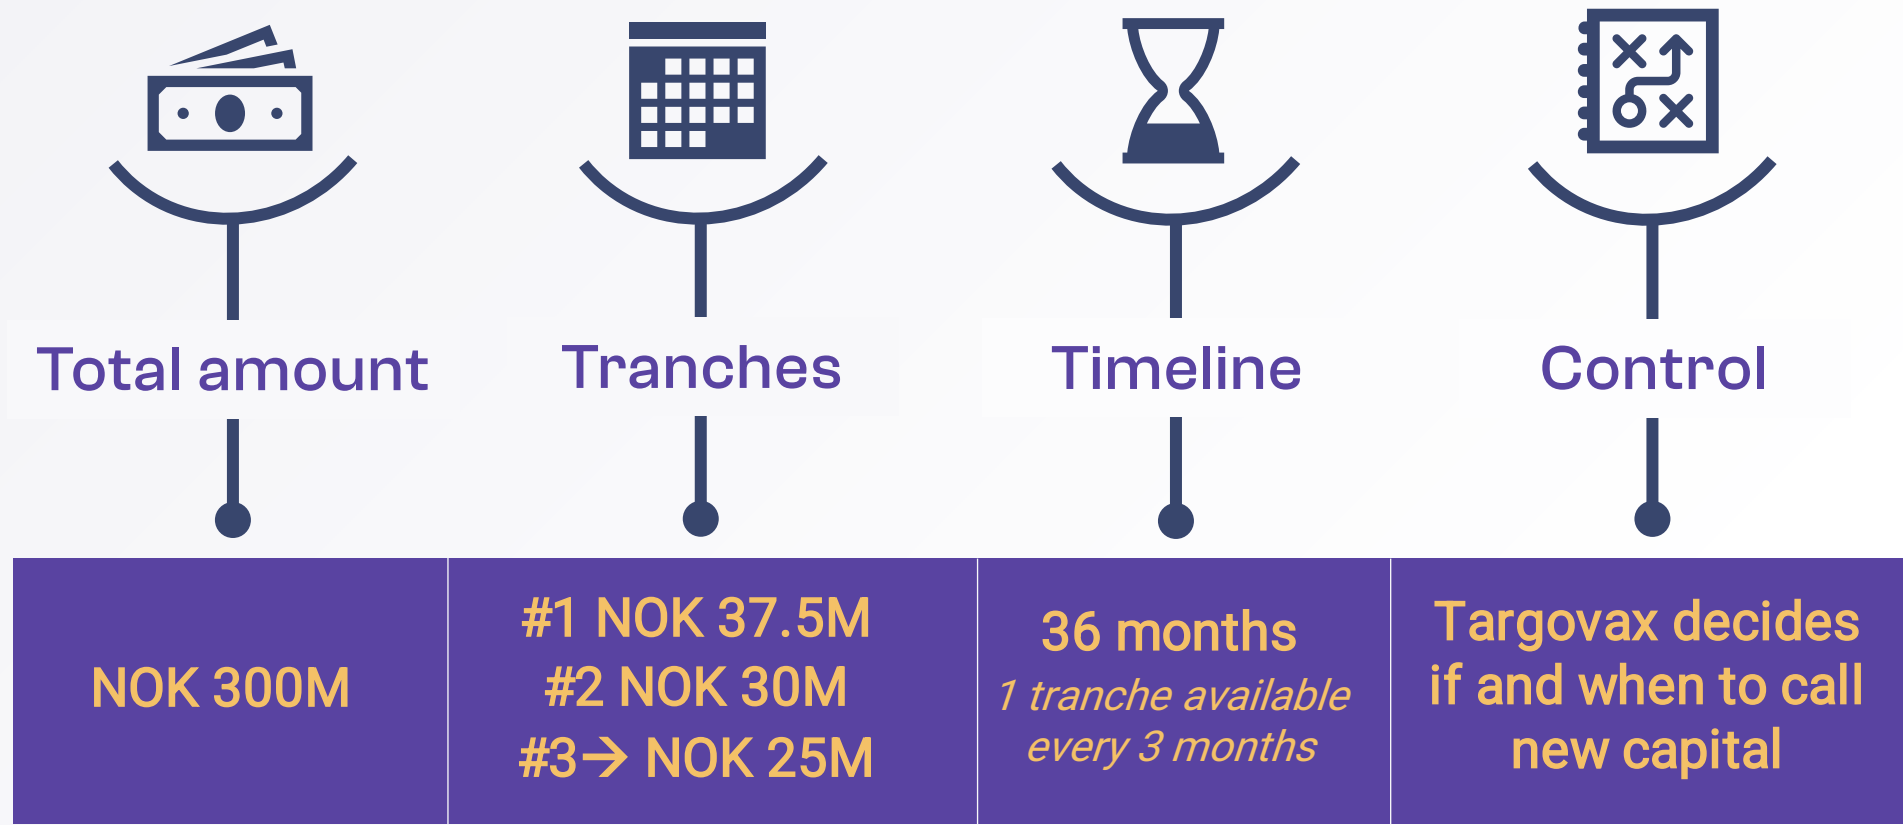 Total amount
Tranches
Timeline
Control
NOK 300M
#1 NOK 37.5M
#2 NOK 30M
#3→ NOK 25M
36 months
1 tranche available
every 3 months
Targovax decides
if and when to call
new capital